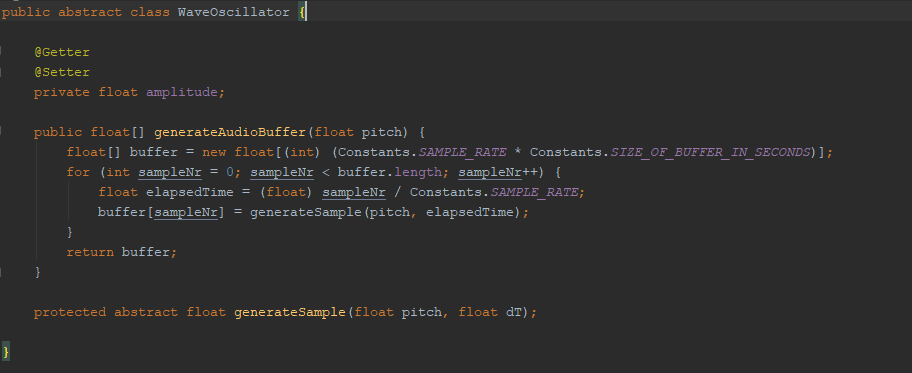 public abstract class WaveOscillator {
@Getter
@Setter
private float amplitude;
public float[] generateAudioBuffer(float pitch) {
float[] buffer = new float[(int) (Constants.SAMPLE_RATE * Constants.SIZE_OF_BUFFER_IN_SECONDS)];
for (int sampleNr = 0; sampleNr < buffer.length; sampleNr++) {
float elapsedTime = (float) sampleNr / Constants.SAMPLE_RATE;
buffer[sampleNr] = generateSample(pitch, elapsedTime);
}
return buffer;
}
protected abstract float generateSample(float pitch, float dT);
}